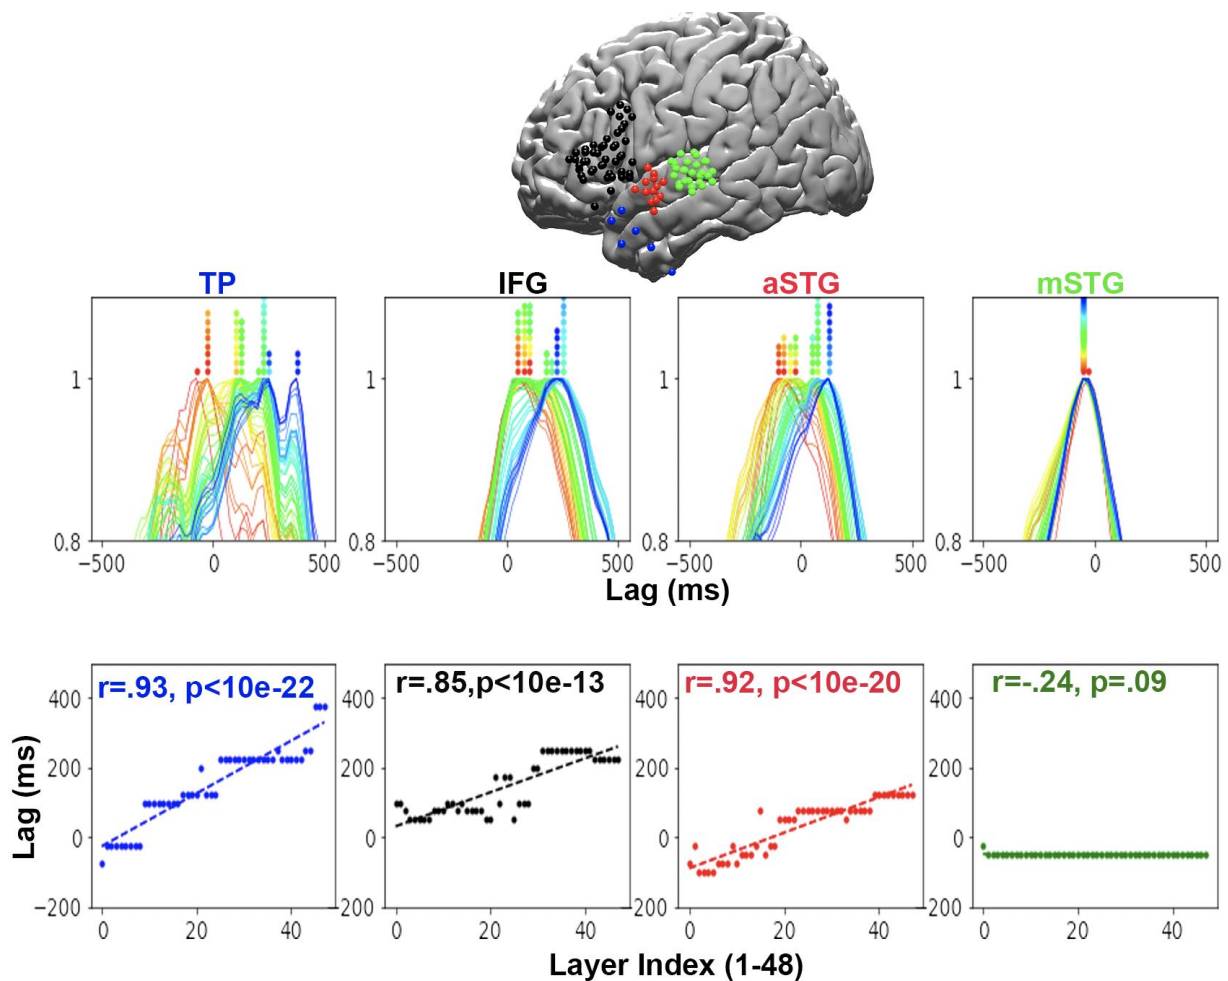 TP IFG aSTG mSTG
1 1 1 1
0.8 0.8 0.8 0.8
−500 0 500 −500 0 500 −500 0 500 −500 0 500
Lag (ms)
r=.93, p<10e-22 r=.85,p<10e-13 r=.92, p<10e-20 r=-.24, p=.09
400 400 400 400
200 200 200 200
0 0 0 0
−200 200 200 200
Lag (ms)
0 20 40 0 20 40 0 20 40 0 20 40
Layer Index (1-48)